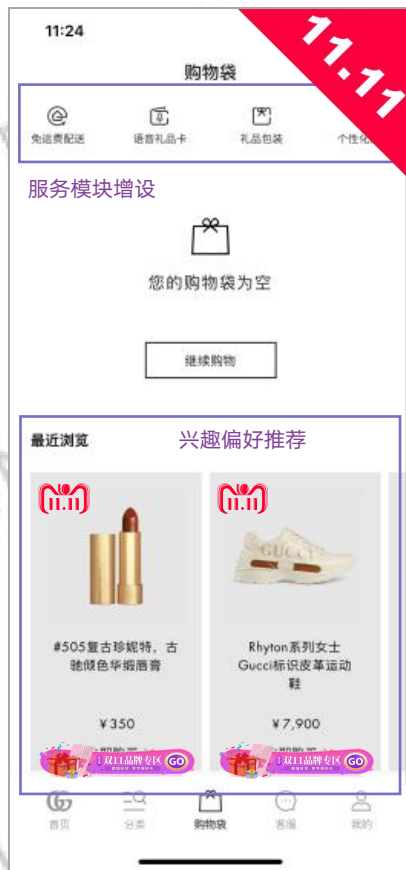 11:24
11.11
购物袋
免运费配送
语音礼品卡
礼品包装
个性化
服务模块增设
您的购物袋为空
继续购物
最近浏览
兴趣偏好推荐
11.11
11.11
GUCCI
#505复古珍妮特，古
驰倾色华缎唇膏
Rhyton系列女士
Gucci标识皮革运动
鞋
¥350
¥7,900
双11品牌专区 GO
双11品牌专区 GO
首页
分类
购物袋
客服
我的